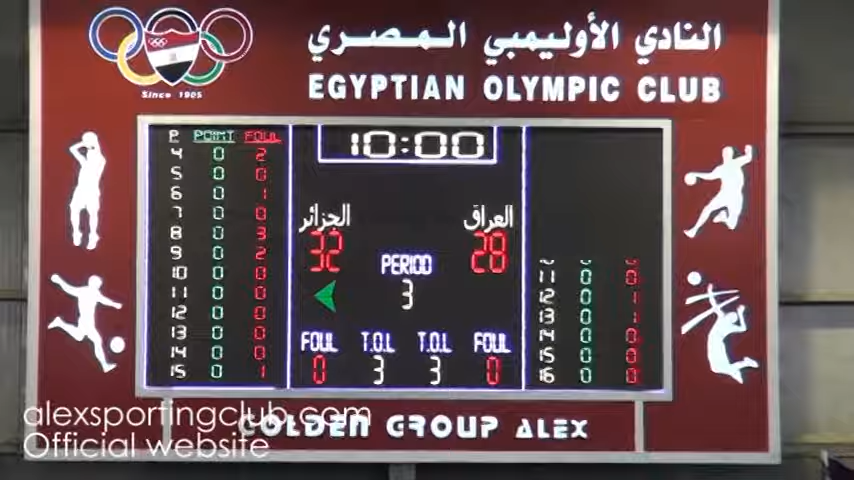 Since 1905
النادي الأوليمبي المصري
EGYPTIAN OLYMPIC CLUB
P POINT FOUL
4 0 2
5 0 0
6 0 1
7 0 0
8 0 3
9 0 2
10 0 0
11 0 0
12 0 0
13 0 0
14 0 0
15 0 1
10:00
الجزائر العراق
32 28
PERIOD
3
FOUL T.O.L T.O.L FOUL
0 3 3 0
11 0 0
12 0 1
13 0 1
14 0 0
15 0 0
16 0 0
GOLDEN GROUP ALEX
alexsportingclub.com
Official website